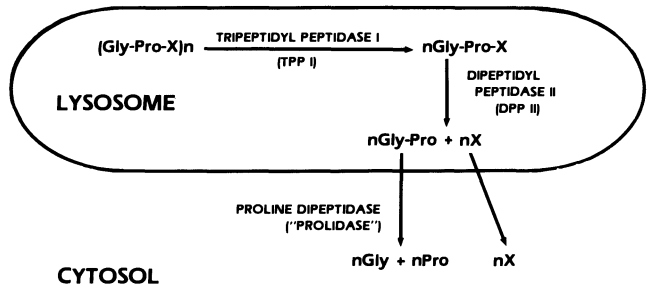 (Gly-Pro-X)n
TRIPEPTIDYL PEPTIDASE I
(TPP I)
nGly-Pro-X
DIPEPTIDYL
PEPTIDASE II
(DPP II)
LYSOSOME
nGly-Pro + nX
PROLINE DIPEPTIDASE
("PROLIDASE")
nGly + nPro
nX
CYTOSOL